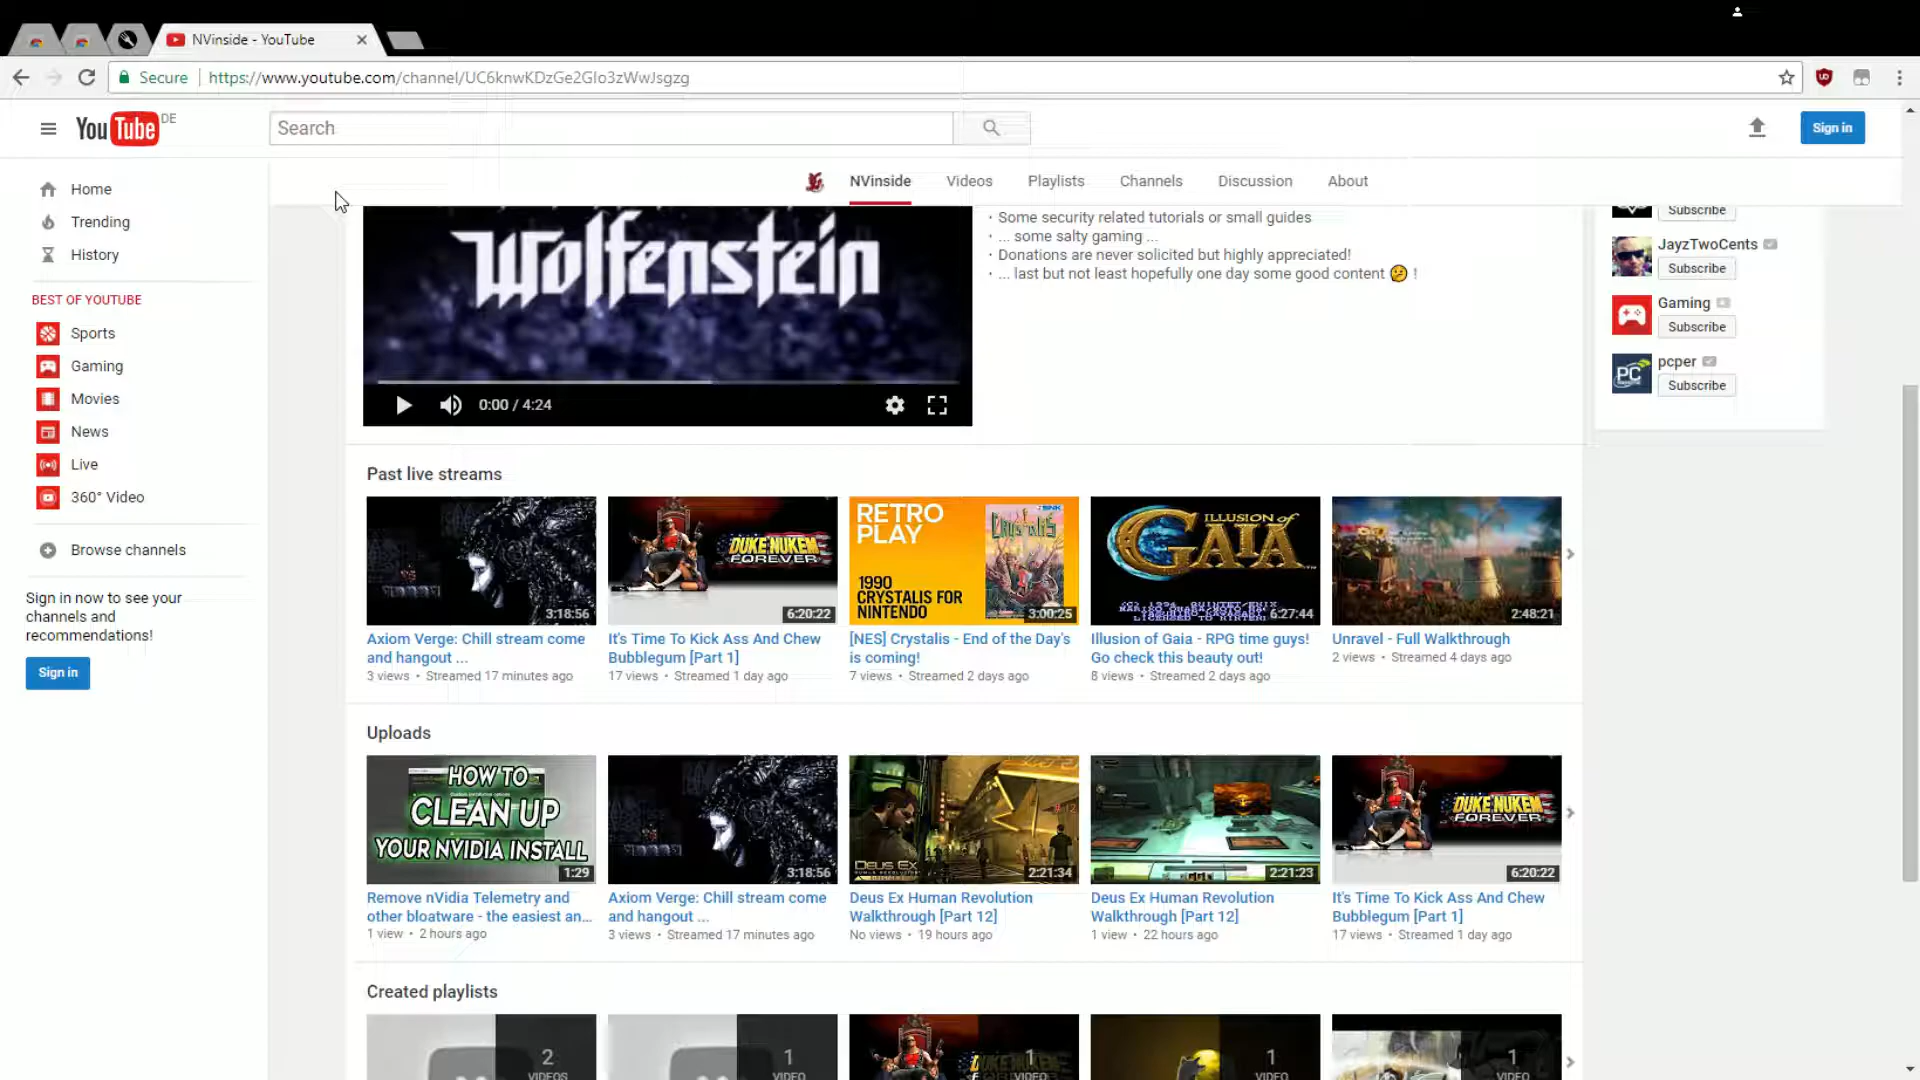 NVinside - YouTube
Secure https://www.youtube.com/channel/UC6knwKDzGe2Glo3zWwJsgzg
YouTube DE
Search
Sign in
NVinside Videos Playlists Channels Discussion About
Home
Trending
History
BEST OF YOUTUBE
Sports
Gaming
Movies
News
Live
360° Video
Browse channels
Sign in now to see your
channels and
recommendations!
Sign in
Wolfenstein
0:00 / 4:24
· Some security related tutorials or small guides
· ... some salty gaming ...
· Donations are never solicited but highly appreciated!
· ... last but not least hopefully one day some good content 🤔 !
Subscribe
JayzTwoCents
Subscribe
Gaming
Subscribe
PC
pcper
Subscribe
Past live streams
3:18:56
Axiom Verge: Chill stream come
and hangout ...
3 views • Streamed 17 minutes ago
DUKE NUKEM
FOREVER
6:20:22
It's Time To Kick Ass And Chew
Bubblegum [Part 1]
17 views • Streamed 1 day ago
RETRO
PLAY
1990
CRYSTALIS FOR
NINTENDO
SNK
CRYSTALIS
3:00:25
[NES] Crystalis - End of the Day's
is coming!
7 views • Streamed 2 days ago
ILLUSION of
GAIA
6:27:44
Illusion of Gaia - RPG time guys!
Go check this beauty out!
8 views • Streamed 2 days ago
2:48:21
Unravel - Full Walkthrough
2 views • Streamed 4 days ago
Uploads
HOW TO
CLEAN UP
YOUR NVIDIA INSTALL
1:29
Remove nVidia Telemetry and
other bloatware - the easiest an...
1 view • 2 hours ago
3:18:56
Axiom Verge: Chill stream come
and hangout ...
3 views • Streamed 17 minutes ago
DEUS EX
# 12
2:21:34
Deus Ex Human Revolution
Walkthrough [Part 12]
No views • 19 hours ago
2:21:23
Deus Ex Human Revolution
Walkthrough [Part 12]
1 view • 22 hours ago
DUKE NUKEM
FOREVER
6:20:22
It's Time To Kick Ass And Chew
Bubblegum [Part 1]
17 views • Streamed 1 day ago
Created playlists
2
VIDEOS
1
VIDEO
1
VIDEO
1
VIDEO
1
VIDEO